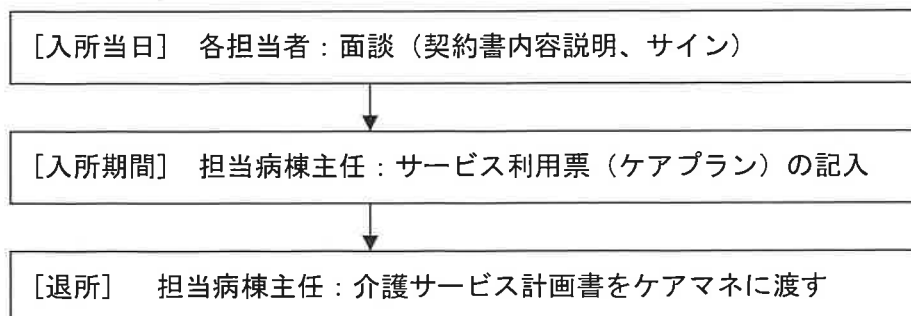 [入所当日] 各担当者：面談（契約書内容説明、サイン）
[入所期間] 担当病棟主任：サービス利用票（ケアプラン）の記入
[退所] 担当病棟主任：介護サービス計画書をケアマネに渡す